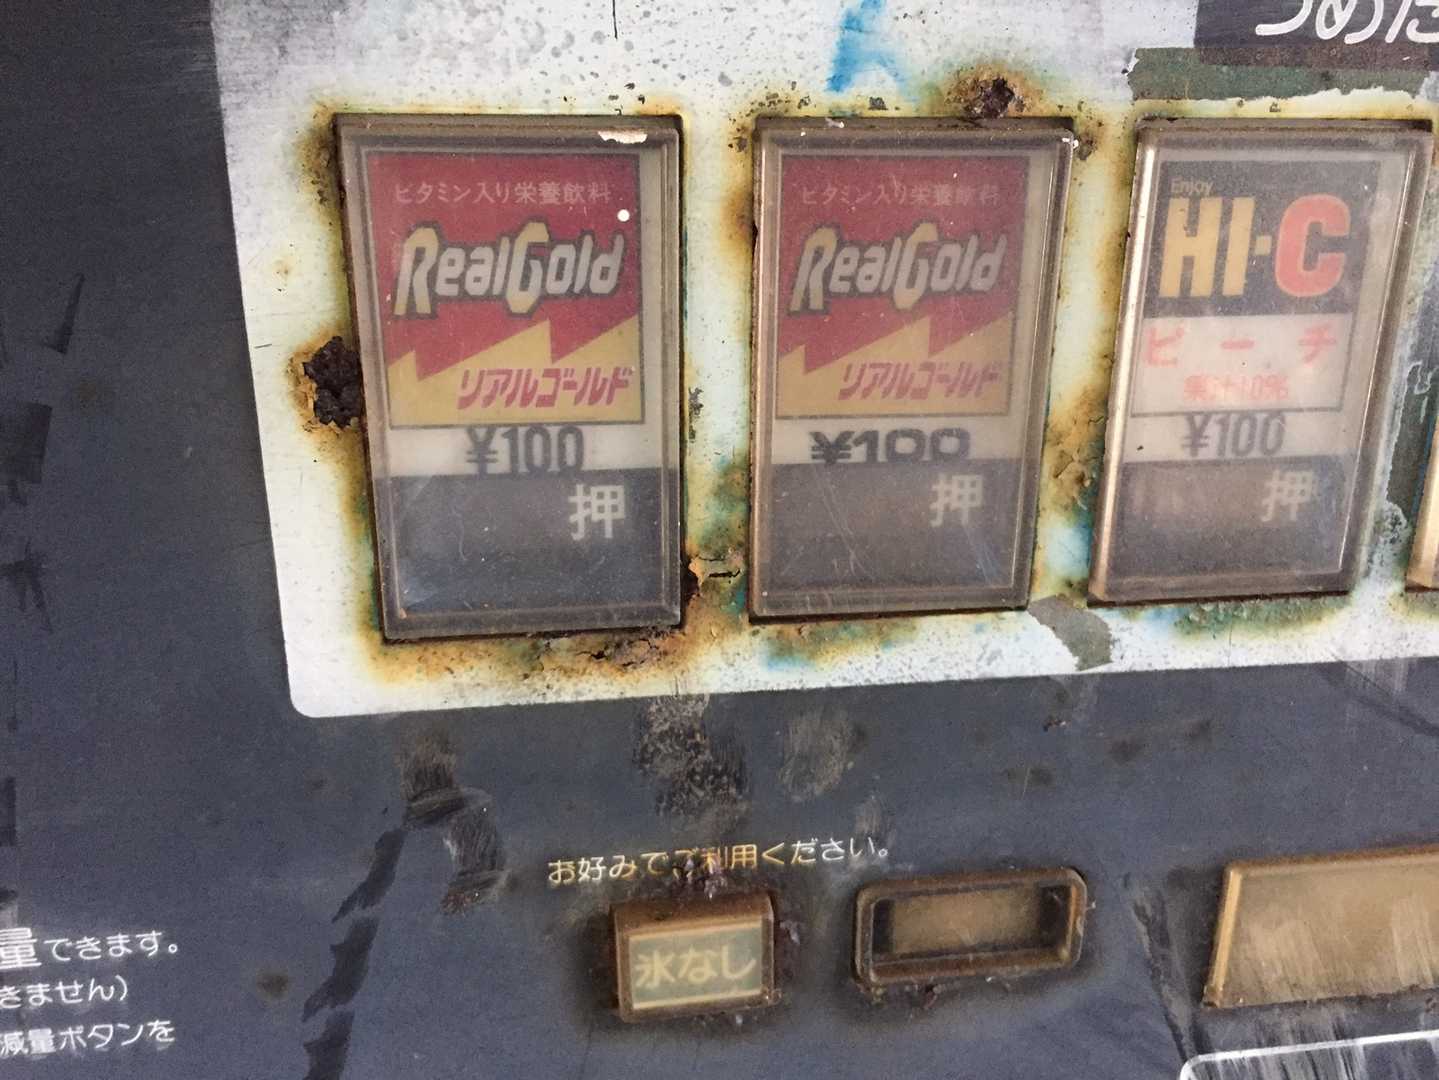 つめた
ビタミン入り栄養飲料
RealGold
リアルゴールド
¥100
押
ビタミン入り栄養飲料
RealGold
リアルゴールド
¥100
押
Enjoy
HI-C
ピーチ
果汁10%
¥100
押
お好みでご利用ください。
氷なし
量できます。
きません)
減量ボタンを